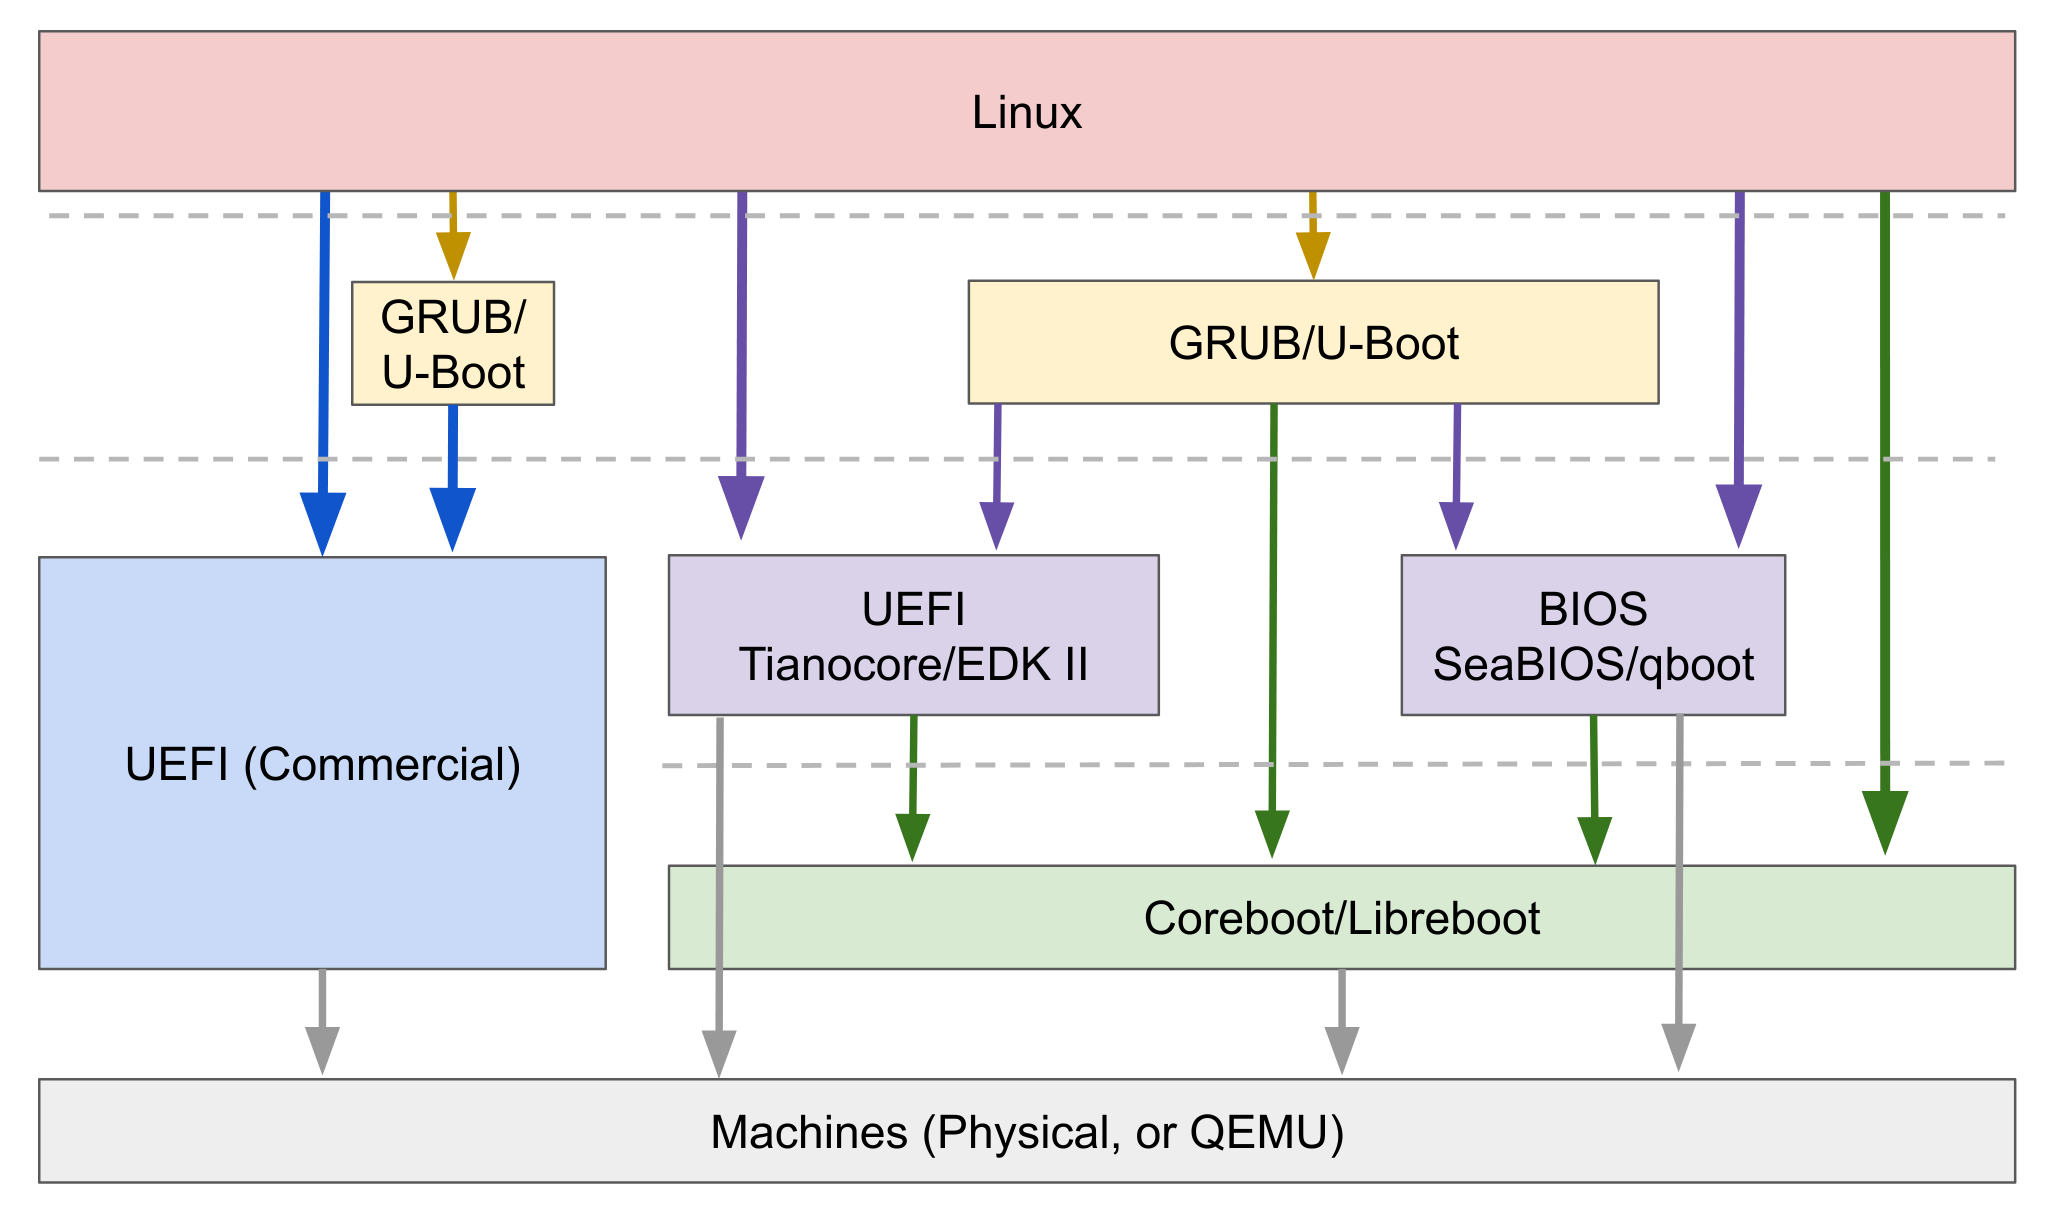 Linux
GRUB/
U-Boot
GRUB/U-Boot
UEFI
Tianocore/EDK II
BIOS
SeaBIOS/qboot
UEFI (Commercial)
Coreboot/Libreboot
Machines (Physical, or QEMU)